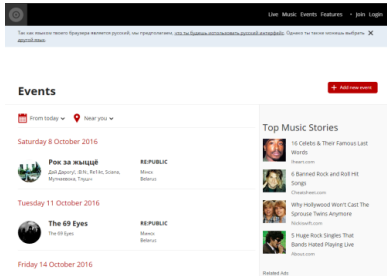 Live Music Events Features • Join Login
Так как языком твоего браузера является русский, мы предполагаем, что ты будешь использовать русский интерфейс. Однако ты также можешь выбрать
другой язык.
Events
+ Add new event
From today
Near you
Saturday 8 October 2016
Рок за жыццё
RE:PUBLIC
Минск
Belarus
Tuesday 11 October 2016
The 69 Eyes
The 69 Eyes
RE:PUBLIC
Минск
Belarus
Friday 14 October 2016
Top Music Stories
16 Celebs & Their Famous Last
Words
6 Banned Rock and Roll Hit
Songs
Why Hollywood Won't Cast The
Sprouse Twins Anymore
5 Huge Rock Singles That
Bands Hated Playing Live
About.com
Related Ads